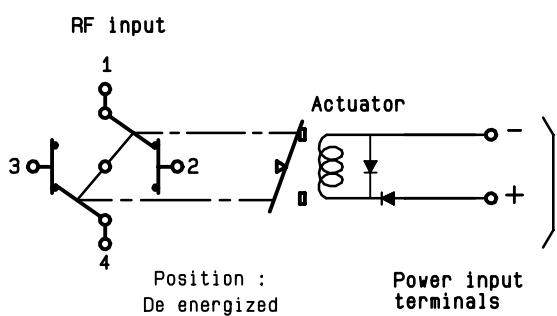 RF input
1
Actuator
−
3
2
+
4
Position :
De energized
Power input
terminals